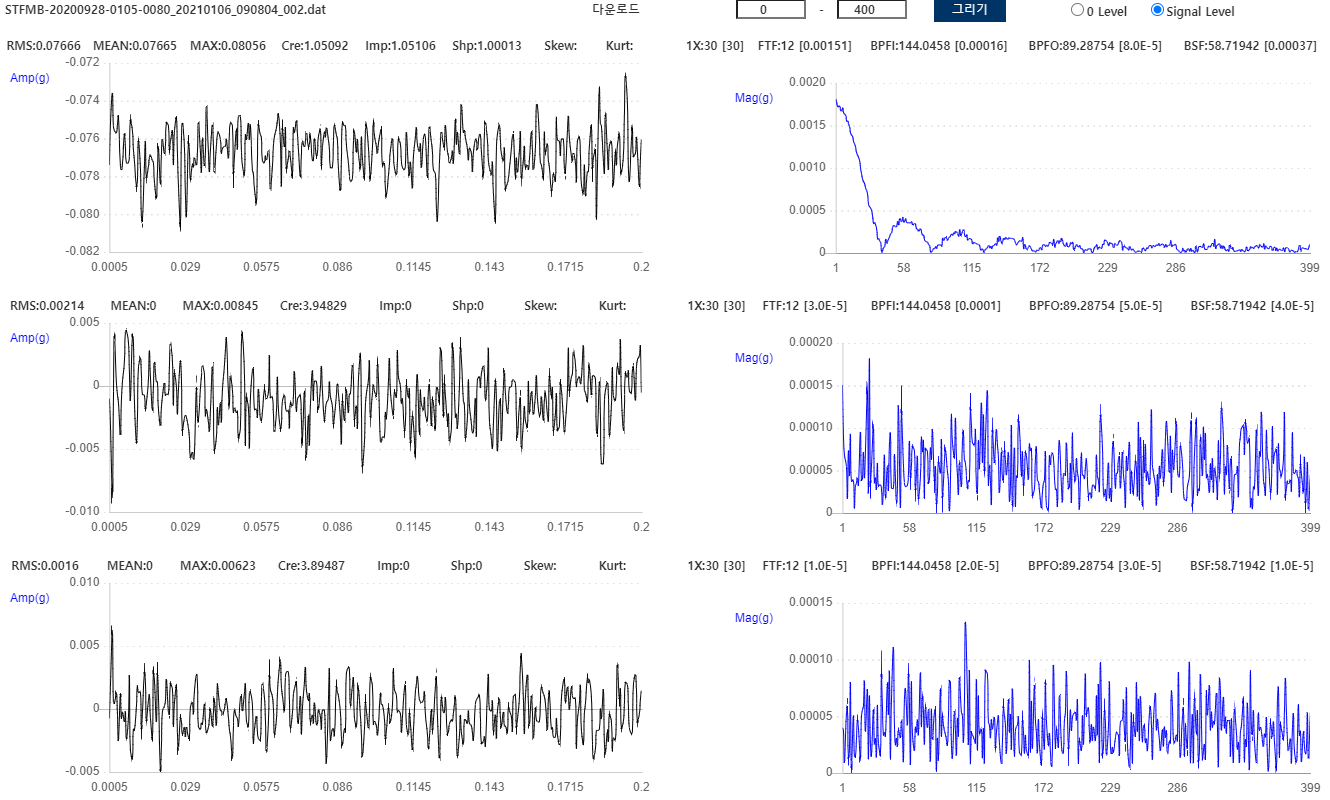 STFMB-20200928-0105-0080_20210106_090804_002.dat 다운로드 0 - 400 그리기 0 Level Signal Level
RMS:0.07666 MEAN:0.07665 MAX:0.08056 Cre:1.05092 Imp:1.05106 Shp:1.00013 Skew: Kurt:
Amp(g)
-0.072
-0.074
-0.076
-0.078
-0.080
-0.082
0.0005 0.029 0.0575 0.086 0.1145 0.143 0.1715 0.2
1X:30 [30] FTF:12 [0.00151] BPFI:144.0458 [0.00016] BPFO:89.28754 [8.0E-5] BSF:58.71942 [0.00037]
Mag(g)
0.0020
0.0015
0.0010
0.0005
0
1 58 115 172 229 286 399
RMS:0.00214 MEAN:0 MAX:0.00845 Cre:3.94829 Imp:0 Shp:0 Skew: Kurt:
Amp(g)
0.005
0
-0.005
-0.010
0.0005 0.029 0.0575 0.086 0.1145 0.143 0.1715 0.2
1X:30 [30] FTF:12 [3.0E-5] BPFI:144.0458 [0.0001] BPFO:89.28754 [5.0E-5] BSF:58.71942 [4.0E-5]
Mag(g)
0.00020
0.00015
0.00010
0.00005
0
1 58 115 172 229 286 399
RMS:0.0016 MEAN:0 MAX:0.00623 Cre:3.89487 Imp:0 Shp:0 Skew: Kurt:
Amp(g)
0.010
0.005
0
-0.005
0.0005 0.029 0.0575 0.086 0.1145 0.143 0.1715 0.2
1X:30 [30] FTF:12 [1.0E-5] BPFI:144.0458 [2.0E-5] BPFO:89.28754 [3.0E-5] BSF:58.71942 [1.0E-5]
Mag(g)
0.00015
0.00010
0.00005
0
1 58 115 172 229 286 399